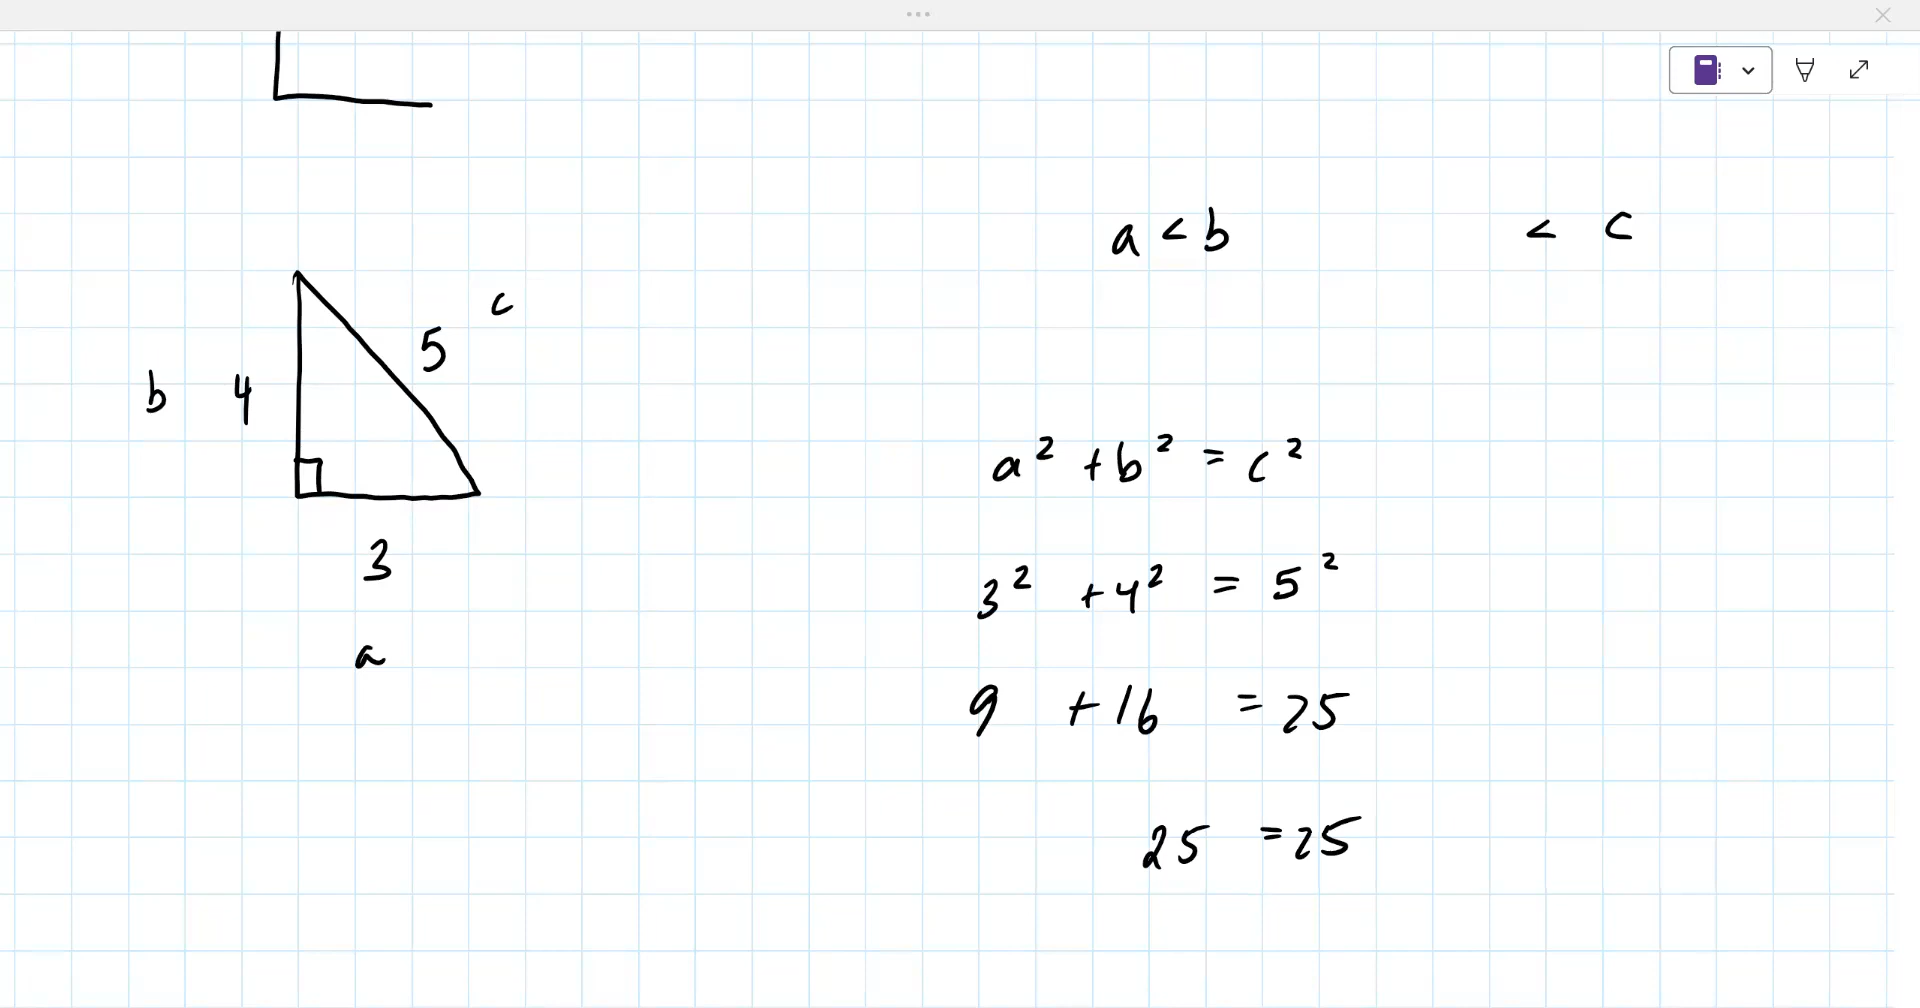 a < b < c
c
5
b 4
3
a
a² + b² = c²
3² + 4² = 5²
9 + 16 = 25
25 = 25